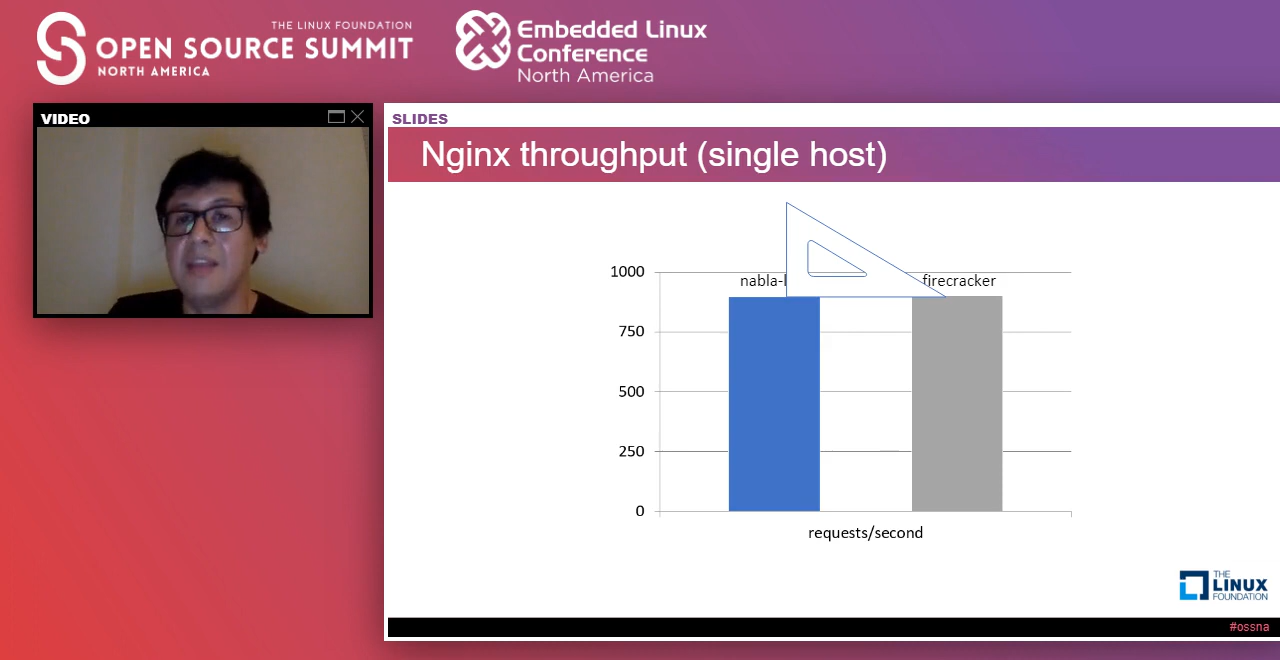 THE LINUX FOUNDATION
OPEN SOURCE SUMMIT
NORTH AMERICA
Embedded Linux
Conference
North America
VIDEO
SLIDES
Nginx throughput (single host)
1000
nabla-
firecracker
750
500
250
0
requests/second
THE
LINUX
FOUNDATION
#ossna